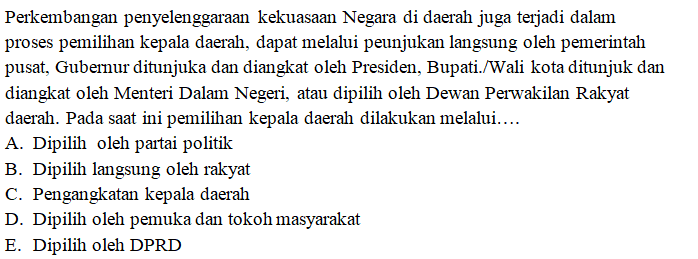 Perkembangan penyelenggaraan kekuasaan Negara di daerah juga terjadi dalam
proses pemilihan kepala daerah, dapat melalui peunjukan langsung oleh pemerintah
pusat, Gubernur ditunjuka dan diangkat oleh Presiden, Bupati./Wali kota ditunjuk dan
diangkat oleh Menteri Dalam Negeri, atau dipilih oleh Dewan Perwakilan Rakyat
daerah. Pada saat ini pemilihan kepala daerah dilakukan melalui….
A. Dipilih oleh partai politik
B. Dipilih langsung oleh rakyat
C. Pengangkatan kepala daerah
D. Dipilih oleh pemuka dan tokoh masyarakat
E. Dipilih oleh DPRD